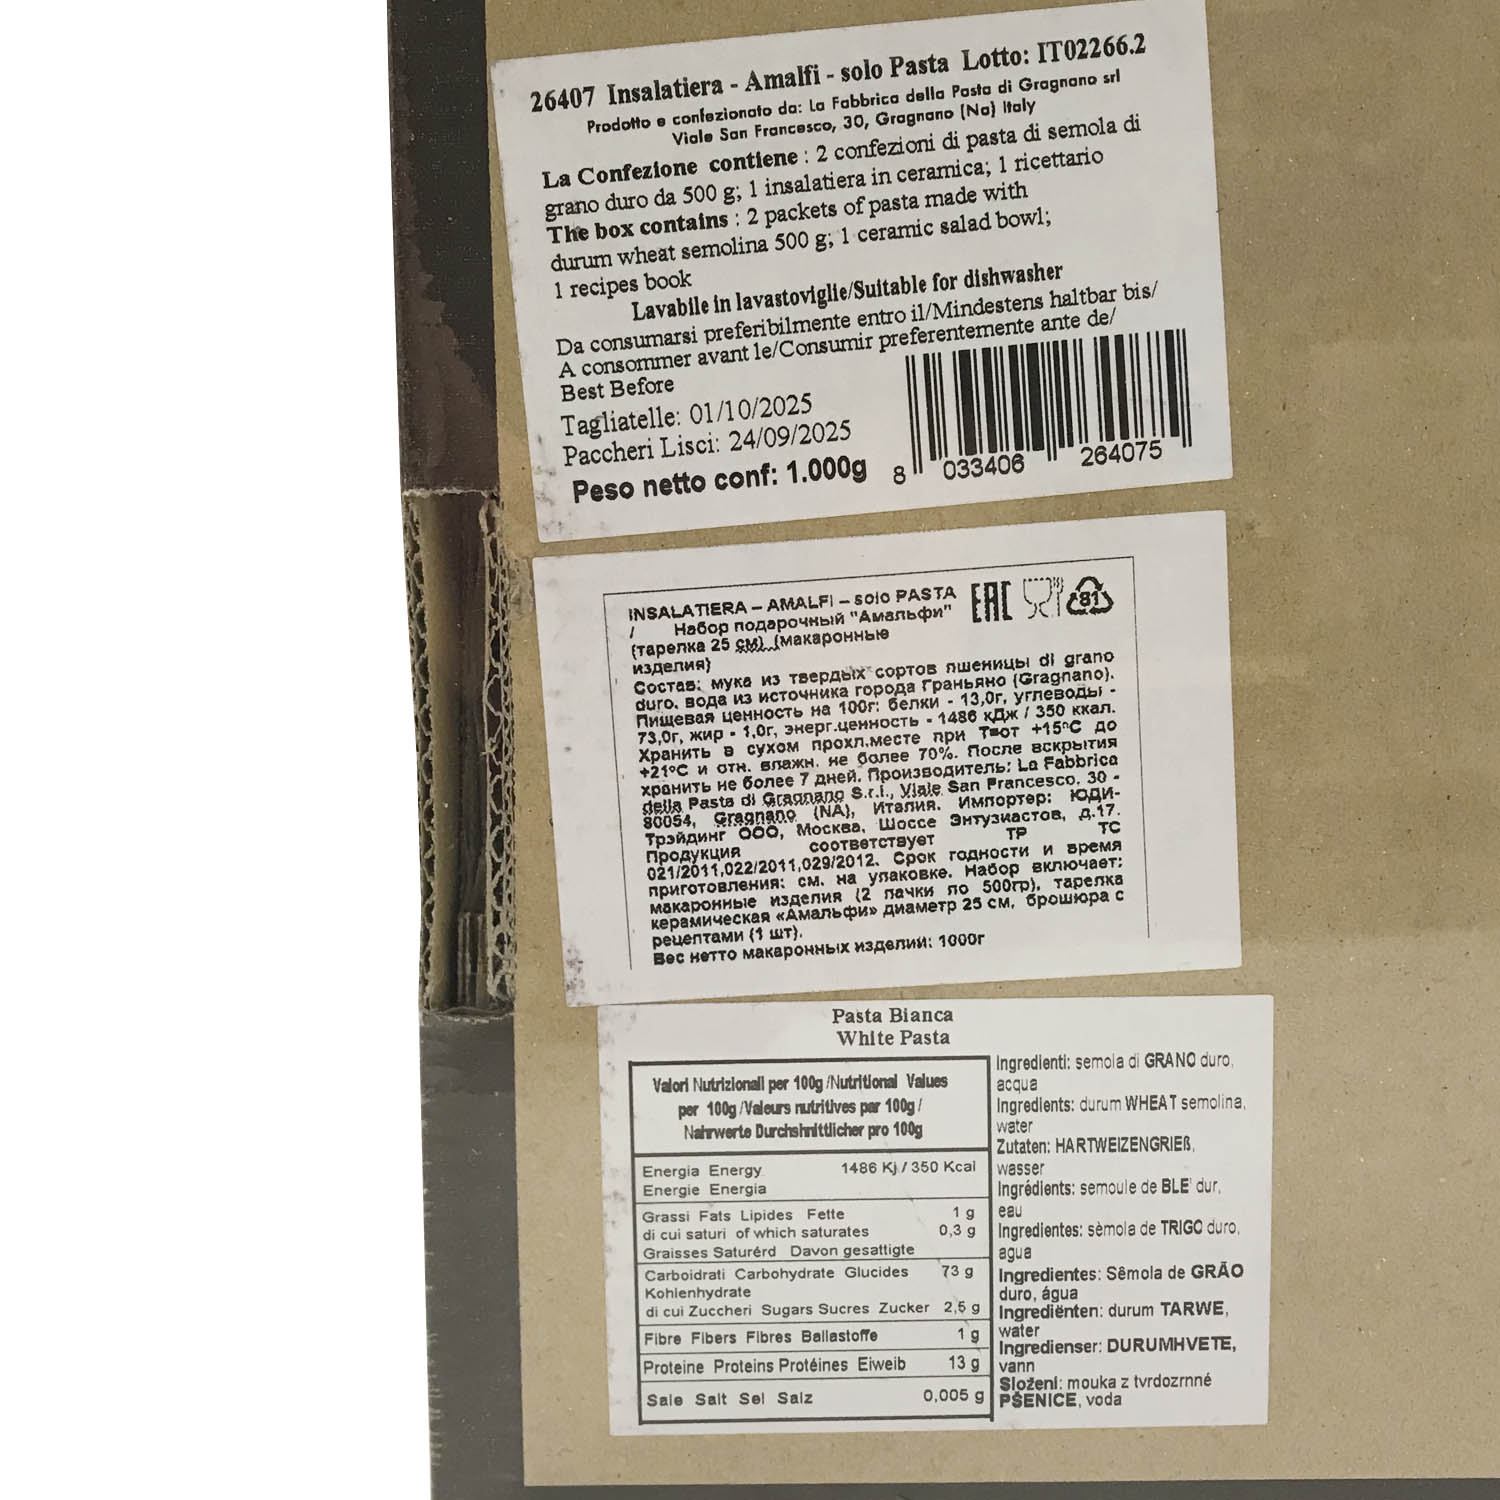 26407 Insalatiera - Amalfi - solo Pasta Lotto: IT02266.2
Prodotto e confezionato da: La Fabbrica della Pasta di Gragnano srl
Viale San Francesco, 30, Gragnano (Na) Italy
La Confezione contiene : 2 confezioni di pasta di semola di
grano duro da 500 g; 1 insalatiera in ceramica; 1 ricettario
The box contains : 2 packets of pasta made with
durum wheat semolina 500 g; 1 ceramic salad bowl;
1 recipes book
Lavabile in lavastoviglie/Suitable for dishwasher
Da consumarsi preferibilmente entro il/Mindestens haltbar bis/
A consommer avant le/Consumir preferentemente ante de/
Best Before
Tagliatelle: 01/10/2025
Paccheri Lisci: 24/09/2025
Peso netto conf: 1.000g
8 033406 264075
INSALATIERA – AMALFI – solo PASTA
/ Набор подарочный "Амальфи"
(тарелка 25 см) (макаронные
изделия)
EAC
81
Состав: мука из твердых сортов пшеницы di grano
duro, вода из источника города Граньяно (Gragnano).
Пищевая ценность на 100г: белки - 13,0г, углеводы -
73,0г, жир - 1,0г, энерг.ценность - 1486 кДж / 350 ккал.
Хранить в сухом прохл.месте при Т=от +15°C до
+21°C и отн. влажн. не более 70%. После вскрытия
хранить не более 7 дней. Производитель: La Fabbrica
della Pasta di Gragnano S.r.l., Viale San Francesco, 30 -
80054, Gragnano (NA), Италия. Импортер: ЮДИ-
Трэйдинг ООО, Москва, Шоссе Энтузиастов, д.17.
Продукция соответствует ТР ТС
021/2011,022/2011,029/2012. Срок годности и время
приготовления: см. на упаковке. Набор включает:
макаронные изделия (2 пачки по 500гр), тарелка
керамическая «Амальфи» диаметр 25 см, брошюра с
рецептами (1 шт).
Вес нетто макаронных изделий: 1000г
Pasta Bianca
White Pasta
Valori Nutrizionali per 100g /Nutritional Values
per 100g /Valeurs nutritives par 100g /
Nahrwerte Durchshnittlicher pro 100g
Energia Energy 1486 Kj / 350 Kcal
Energie Energia
Grassi Fats Lipides Fette 1 g
di cui saturi of which saturates 0,3 g
Graisses Saturérd Davon gesattigte
Carboidrati Carbohydrate Glucides 73 g
Kohlenhydrate
di cui Zuccheri Sugars Sucres Zucker 2,5 g
Fibre Fibers Fibres Ballastoffe 1 g
Proteine Proteins Protéines Eiweib 13 g
Sale Salt Sel Salz 0,005 g
Ingredienti: semola di GRANO duro,
acqua
Ingredients: durum WHEAT semolina,
water
Zutaten: HARTWEIZENGRIEß,
wasser
Ingrédients: semoule de BLE' dur,
eau
Ingredientes: sèmola de TRIGO duro,
agua
Ingredientes: Sêmola de GRÃO
duro, água
Ingrediënten: durum TARWE,
water
Ingredienser: DURUMHVETE,
vann
Složení: mouka z tvrdozrnné
PŠENICE, voda